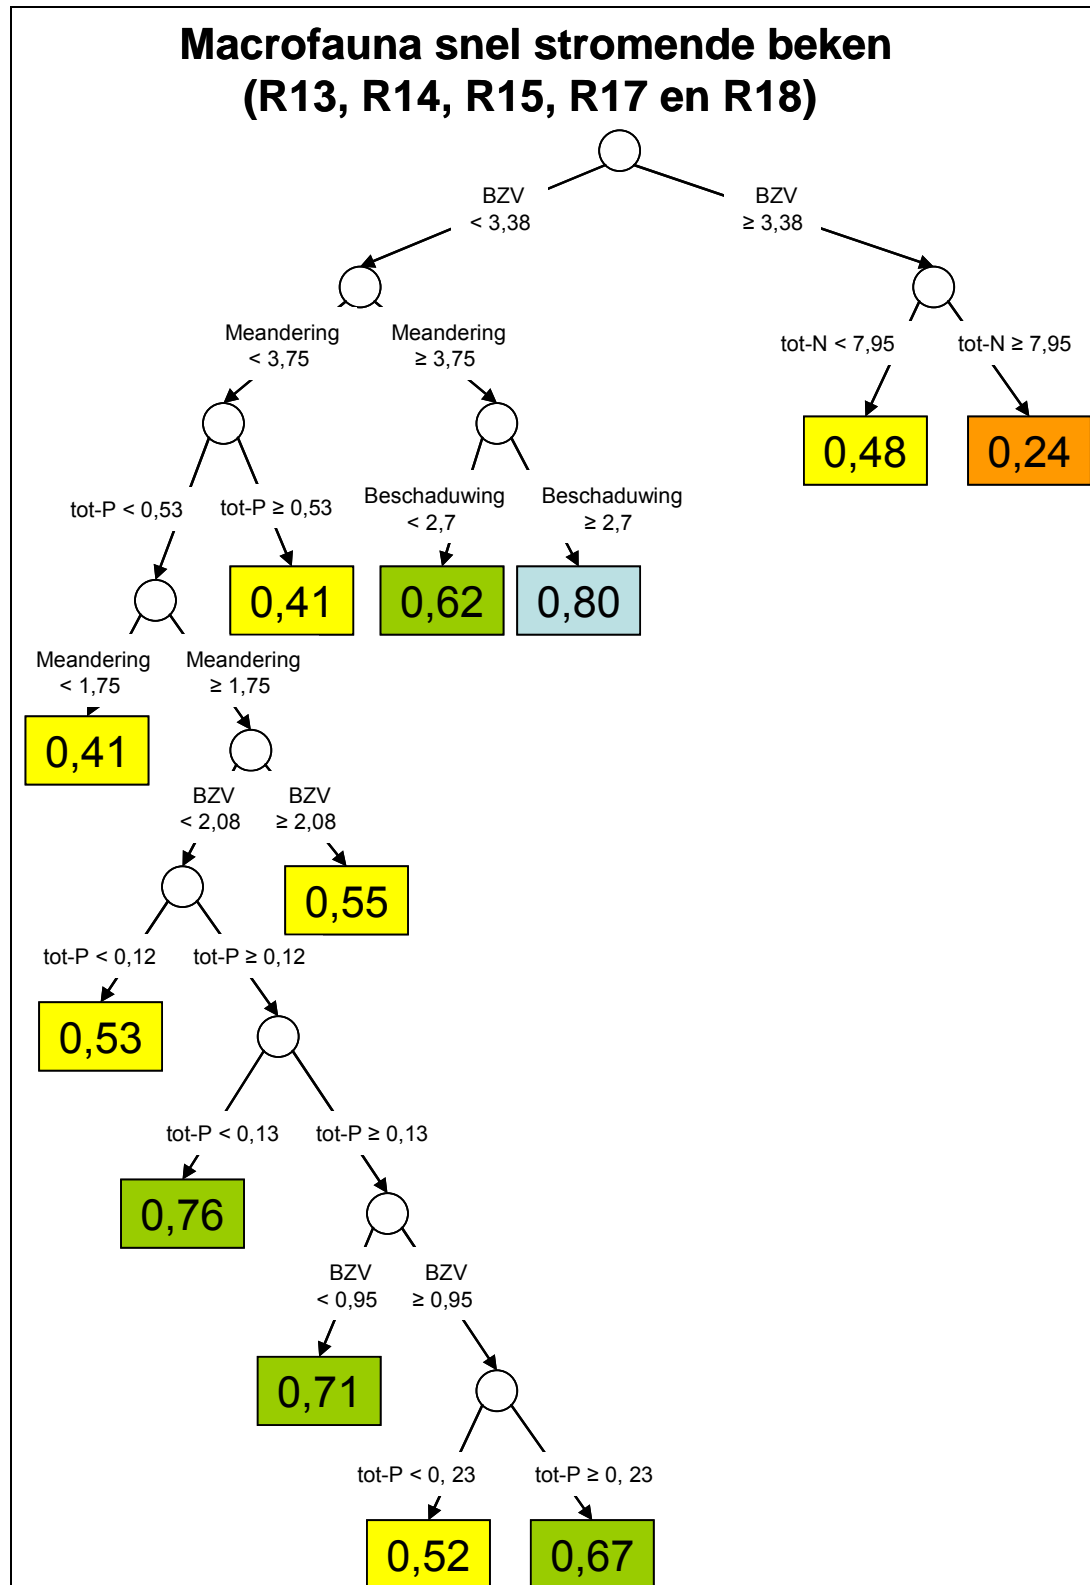 Macrofauna snel stromende beken
(R13, R14, R15, R17 en R18)
BZV
< 3,38
BZV
≥ 3,38
Meandering
< 3,75
Meandering
≥ 3,75
tot-N < 7,95
tot-N ≥ 7,95
0,48
0,24
tot-P < 0,53
tot-P ≥ 0,53
Beschaduwing
< 2,7
Beschaduwing
≥ 2,7
0,41
0,62
0,80
Meandering
< 1,75
Meandering
≥ 1,75
0,41
BZV
< 2,08
BZV
≥ 2,08
0,55
tot-P < 0,12
tot-P ≥ 0,12
0,53
tot-P < 0,13
tot-P ≥ 0,13
0,76
BZV
< 0,95
BZV
≥ 0,95
0,71
tot-P < 0, 23
tot-P ≥ 0, 23
0,52
0,67